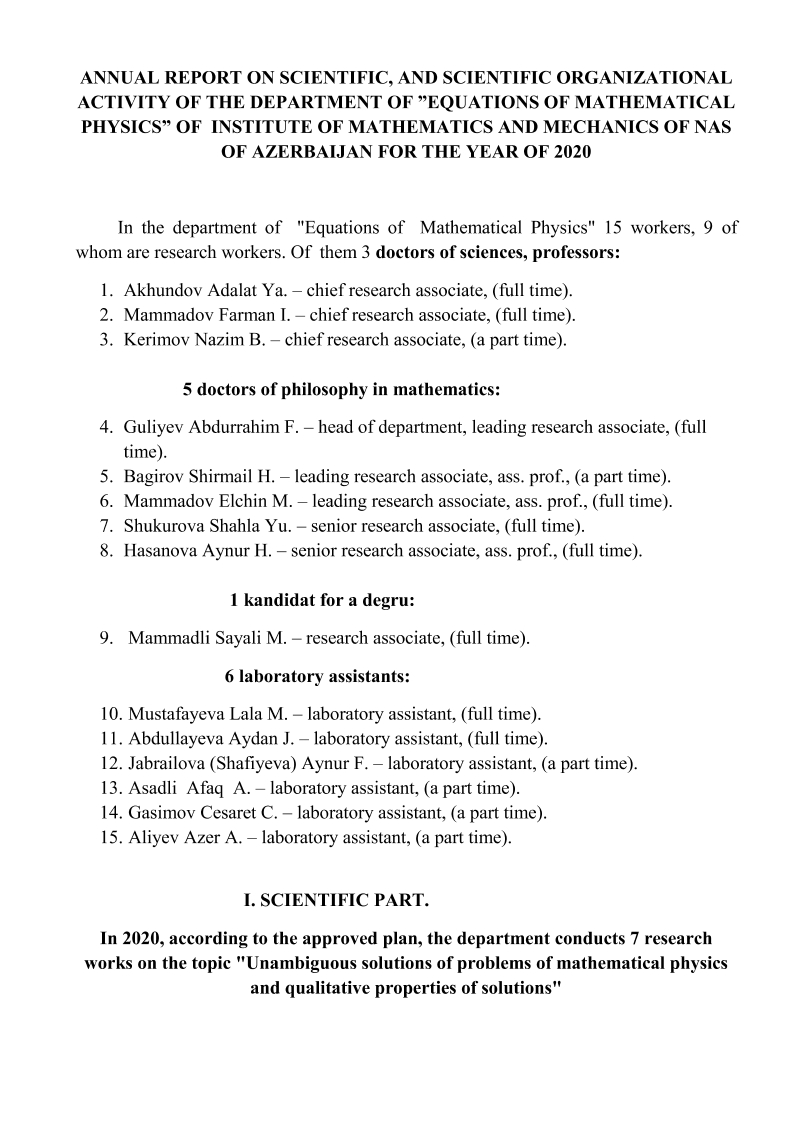 ANNUAL REPORT ON SCIENTIFIC, AND SCIENTIFIC ORGANIZATIONAL
ACTIVITY OF THE DEPARTMENT OF ”EQUATIONS OF MATHEMATICAL
PHYSICS” OF INSTITUTE OF MATHEMATICS AND MECHANICS OF NAS
OF AZERBAIJAN FOR THE YEAR OF 2020
In the department of "Equations of Mathematical Physics" 15 workers, 9 of
whom are research workers. Of them 3 doctors of sciences, professors:
1. Akhundov Adalat Ya. – chief research associate, (full time).
2. Mammadov Farman I. – chief research associate, (full time).
3. Kerimov Nazim B. – chief research associate, (a part time).
5 doctors of philosophy in mathematics:
4. Guliyev Abdurrahim F. – head of department, leading research associate, (full
time).
5. Bagirov Shirmail H. – leading research associate, ass. prof., (a part time).
6. Mammadov Elchin M. – leading research associate, ass. prof., (full time).
7. Shukurova Shahla Yu. – senior research associate, (full time).
8. Hasanova Aynur H. – senior research associate, ass. prof., (full time).
1 kandidat for a degru:
9. Mammadli Sayali M. – research associate, (full time).
6 laboratory assistants:
10. Mustafayeva Lala M. – laboratory assistant, (full time).
11. Abdullayeva Aydan J. – laboratory assistant, (full time).
12. Jabrailova (Shafiyeva) Aynur F. – laboratory assistant, (a part time).
13. Asadli Afaq A. – laboratory assistant, (a part time).
14. Gasimov Cesaret C. – laboratory assistant, (a part time).
15. Aliyev Azer A. – laboratory assistant, (a part time).
I. SCIENTIFIC PART.
In 2020, according to the approved plan, the department conducts 7 research
works on the topic "Unambiguous solutions of problems of mathematical physics
and qualitative properties of solutions"